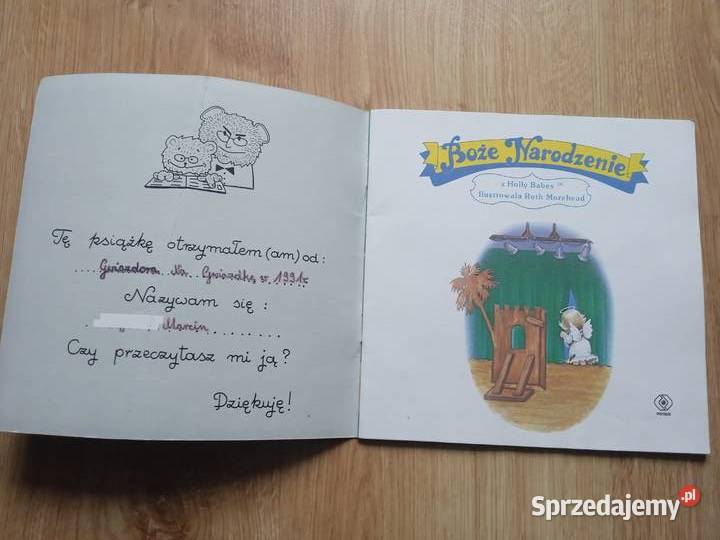 Tę książkę otrzymałem(am) od:
Gwiazdora Na Gwiazdkę w 1991r.
Nazywam się :
Marcin
Czy przeczytasz mi ją?
Dziękuję!
Boże Narodzenie
z Holly Babes ™
Ilustrowała Ruth Morehead
Sprzedajemy.pl